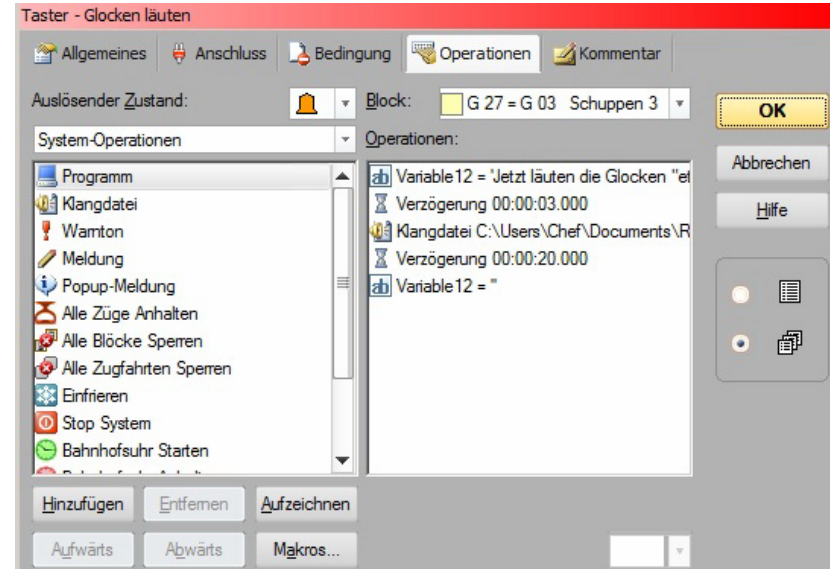 Taster - Glocken läuten
Allgemeines
Anschluss
Bedingung
Operationen
Kommentar
Auslösender Zustand:
Block:
G 27 = G 03 Schuppen 3
OK
System-Operationen
Operationen:
Abbrechen
Hilfe
Programm
Klangdatei
Warnton
Meldung
Popup-Meldung
Alle Züge Anhalten
Alle Blöcke Sperren
Alle Zugfahrten Sperren
Einfrieren
Stop System
Bahnhofsuhr Starten
ab Variable12 = 'Jetzt läuten die Glocken "et
Verzögerung 00:00:03.000
Klangdatei C:\Users\Chef\Documents\R
Verzögerung 00:00:20.000
ab Variable12 = ''
Hinzufügen
Entfernen
Aufzeichnen
Aufwärts
Abwärts
Makros...